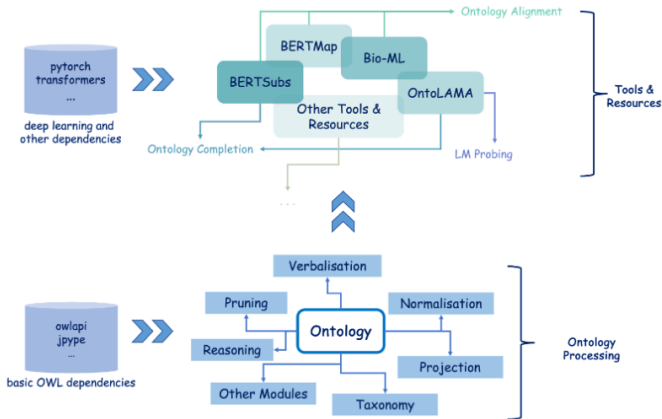 Ontology Alignment
BERTMap
Bio-ML
BERTSubs
OntoLAMA
Other Tools &
Resources
Ontology Completion
LM Probing
...
pytorch
transformers
...
deep learning and
other dependencies
Tools &
Resources
Verbalisation
Pruning
Normalisation
Ontology
Reasoning
Projection
Other Modules
Taxonomy
owlapi
jpype
...
basic OWL dependencies
Ontology
Processing